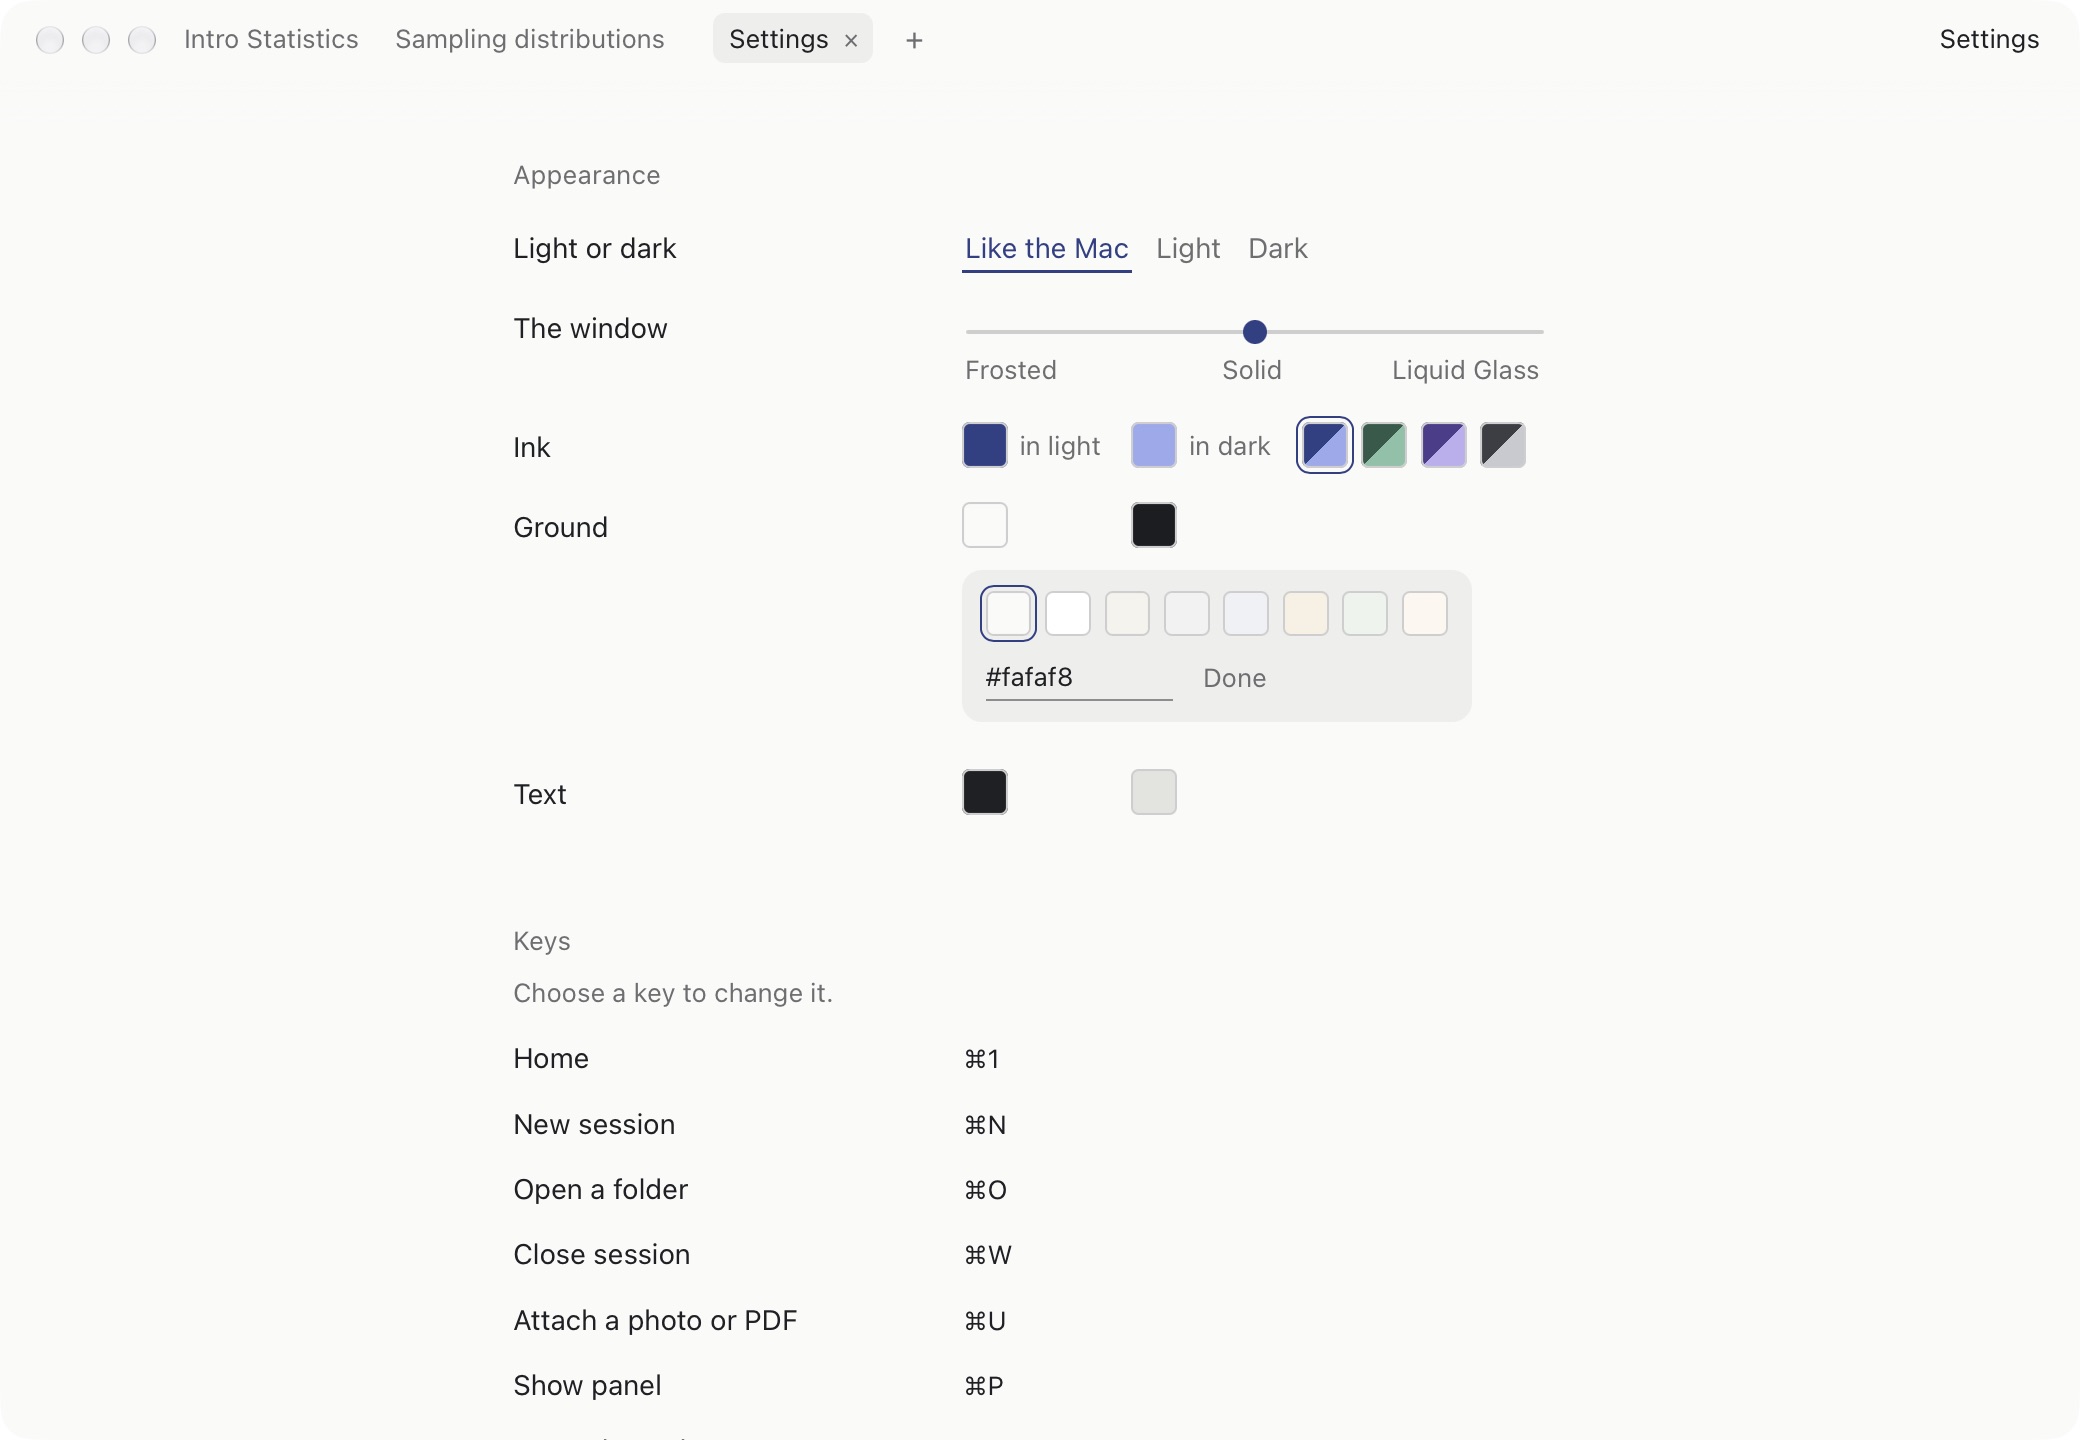 Intro Statistics Sampling distributions Settings × + Settings
Appearance
Light or dark Like the Mac Light Dark
The window
Frosted Solid Liquid Glass
Ink in light in dark
Ground
#fafaf8 Done
Text
Keys
Choose a key to change it.
Home ⌘1
New session ⌘N
Open a folder ⌘O
Close session ⌘W
Attach a photo or PDF ⌘U
Show panel ⌘P